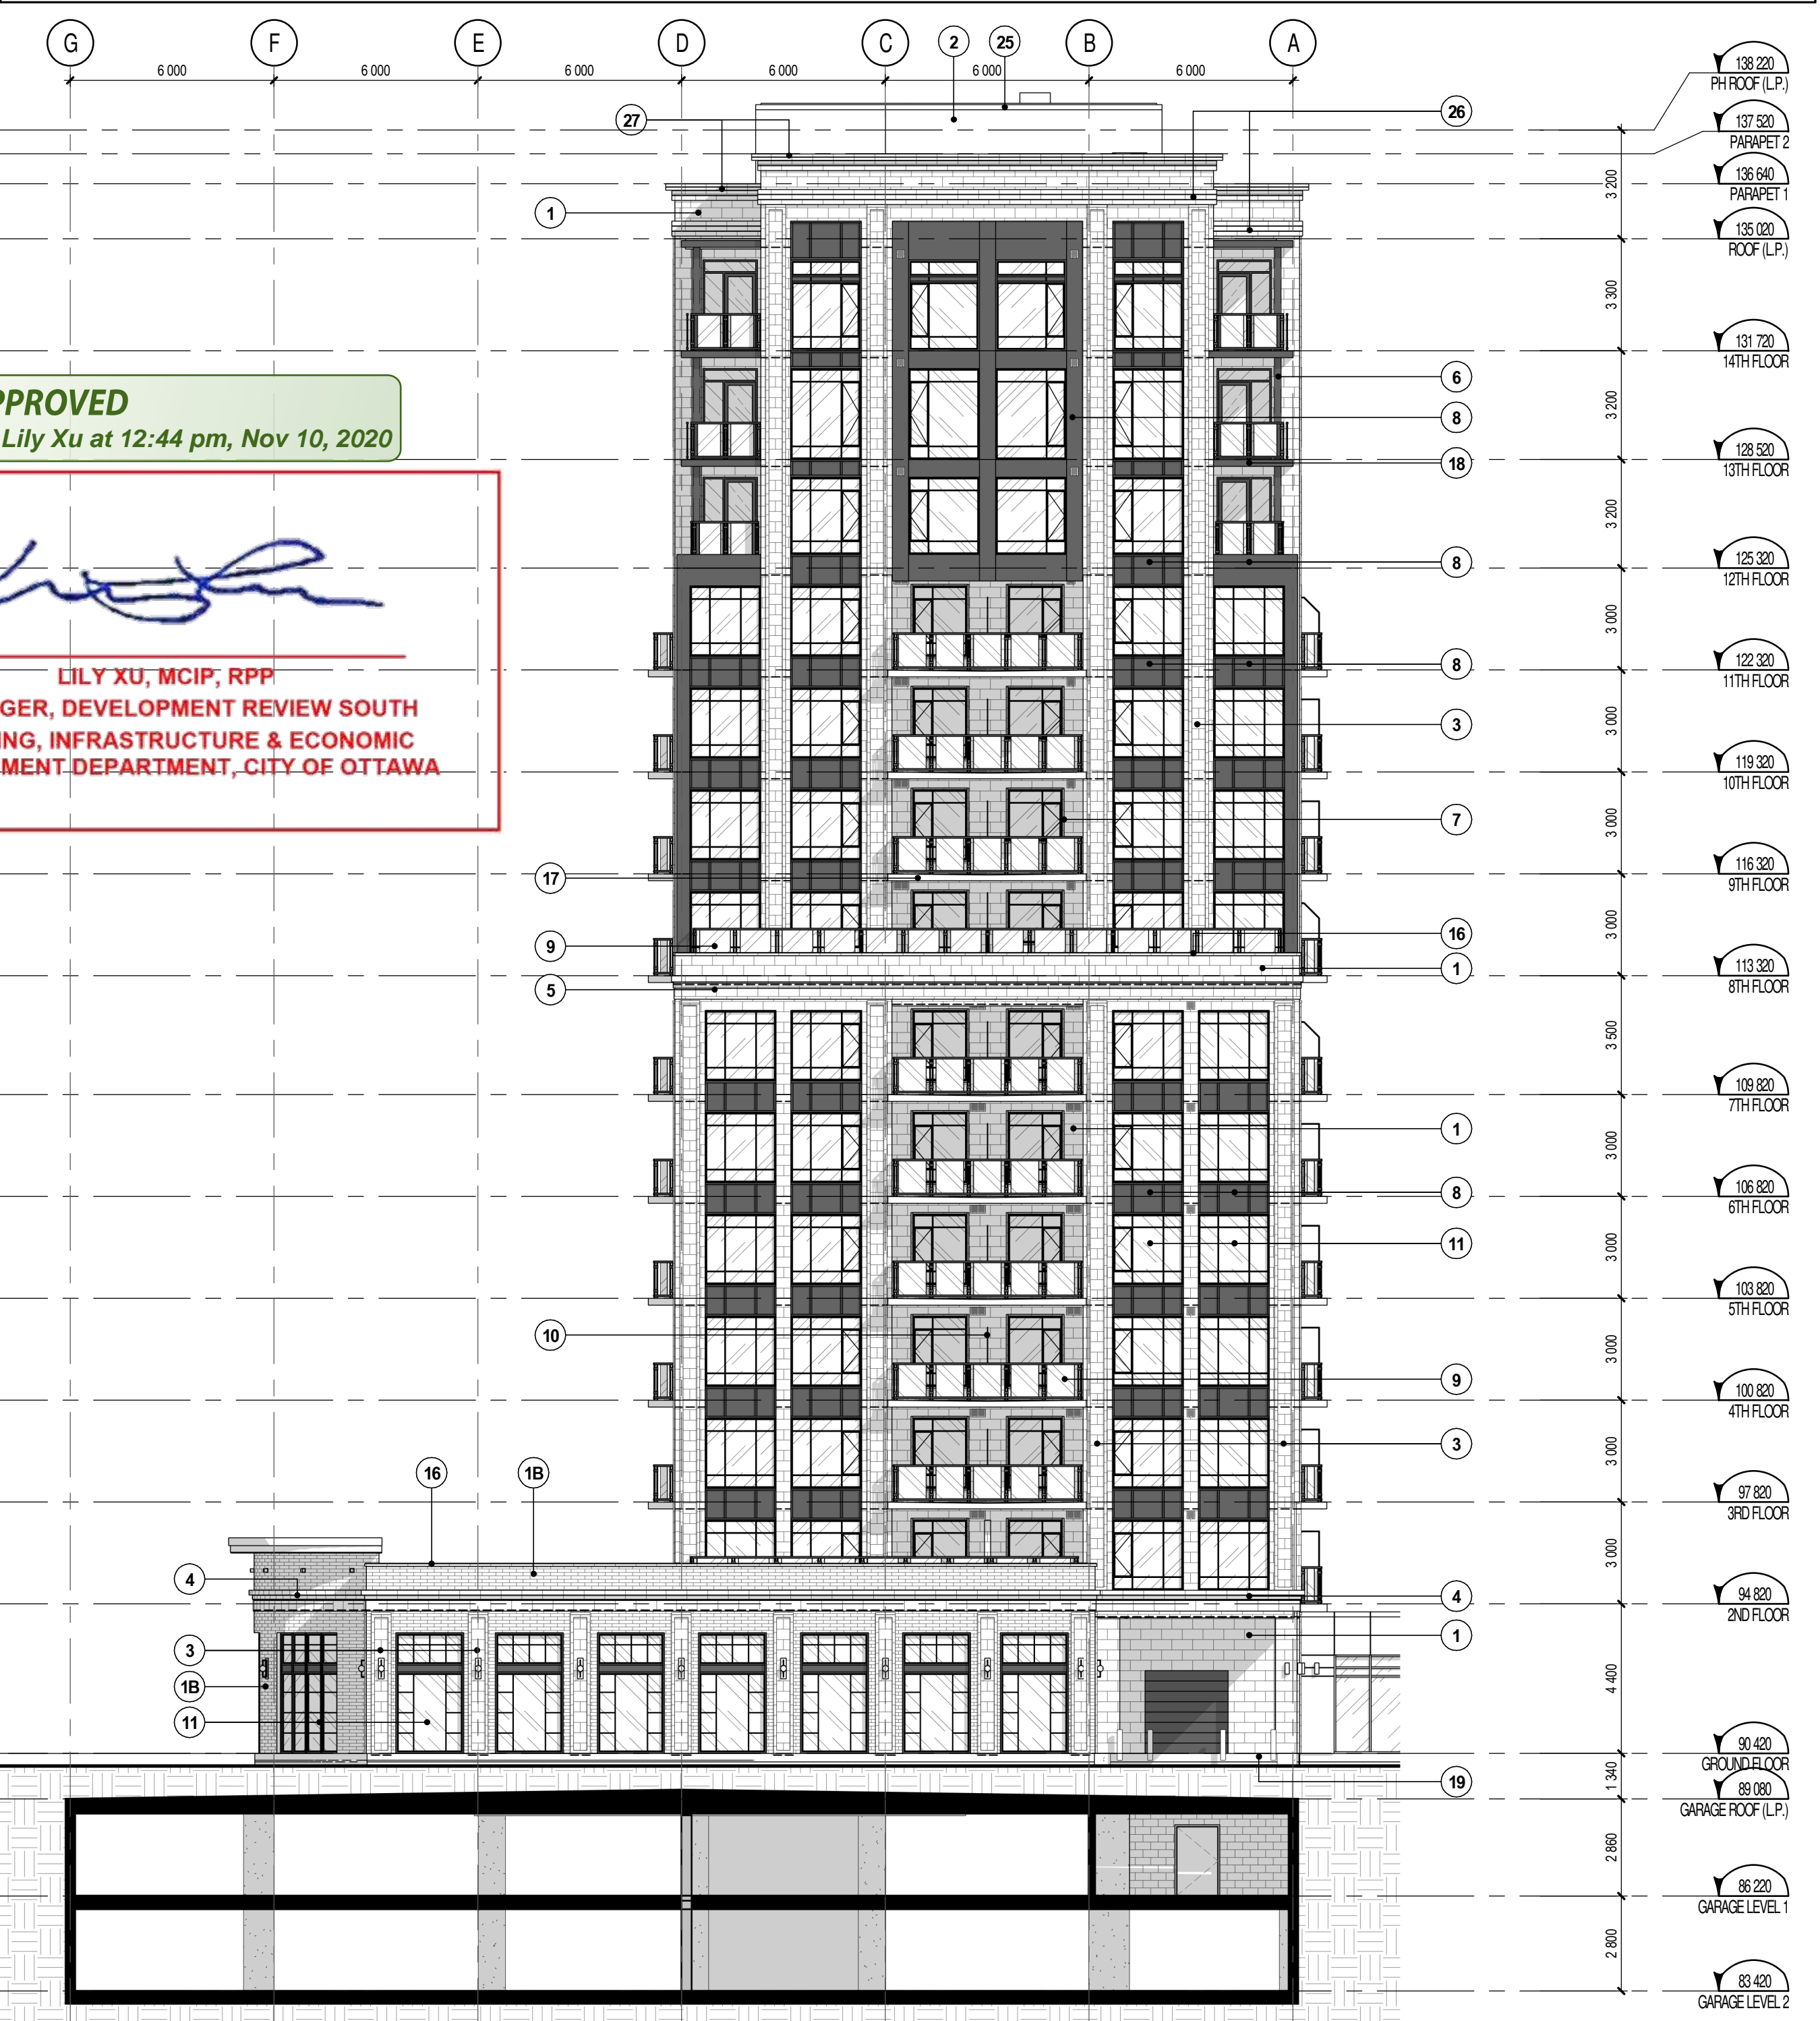 G F E D C 2 25 B A
6 000 6 000 6 000 6 000 6 000 6 000
138 220
PH ROOF (L.P.)
27
26
137 520
PARAPET 2
136 640
PARAPET 1
3 200
1
135 020
ROOF (L.P.)
3 300
131 720
14TH FLOOR
6
PPROVED
Lily Xu at 12:44 pm, Nov 10, 2020
8
3 200
128 520
13TH FLOOR
18
3 200
8
125 320
12TH FLOOR
3 000
LILY XU, MCIP, RPP
GER, DEVELOPMENT REVIEW SOUTH
ING, INFRASTRUCTURE & ECONOMIC
MENT DEPARTMENT, CITY OF OTTAWA
8
122 320
11TH FLOOR
3
3 000
119 320
10TH FLOOR
7
3 000
17
116 320
9TH FLOOR
9
16
3 000
1
113 320
8TH FLOOR
5
3 500
109 820
7TH FLOOR
1
3 000
8
106 820
6TH FLOOR
11
3 000
103 820
5TH FLOOR
10
3 000
9
100 820
4TH FLOOR
3
3 000
16 1B
97 820
3RD FLOOR
3 000
4
4
94 820
2ND FLOOR
3
1
1B
4 400
11
90 420
GROUND FLOOR
19
1 340
89 080
GARAGE ROOF (L.P.)
2 860
86 220
GARAGE LEVEL 1
2 800
83 420
GARAGE LEVEL 2